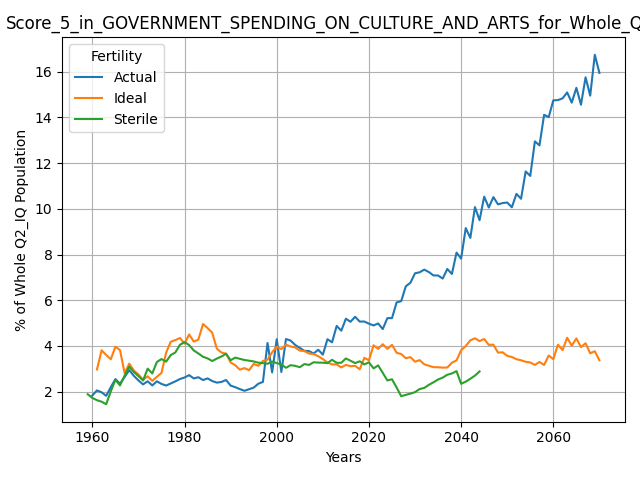 Score_5_in_GOVERNMENT_SPENDING_ON_CULTURE_AND_ARTS_for_Whole_Q
Fertility
Actual
Ideal
Sterile
% of Whole Q2_IQ Population
16
14
12
10
8
6
4
2
1960 1980 2000 2020 2040 2060
Years